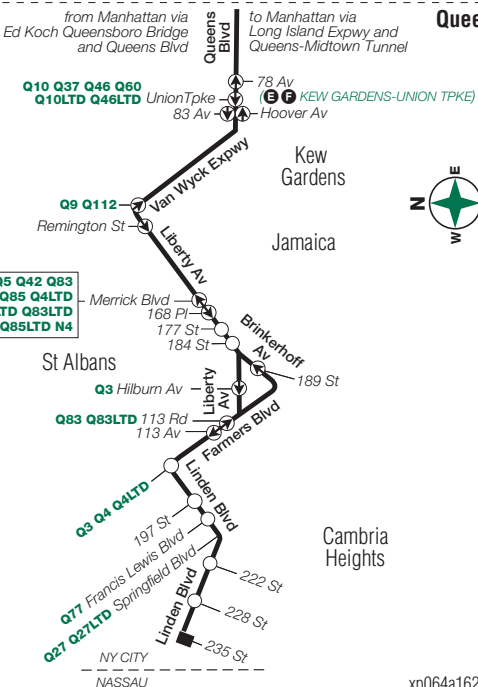 from Manhattan via
Ed Koch Queensboro Bridge
and Queens Blvd
Queens
Blvd
to Manhattan via
Long Island Expwy and
Queens-Midtown Tunnel
Quee
78 Av
Q10 Q37 Q46 Q60
Q10LTD Q46LTD
UnionTpke
(E F KEW GARDENS-UNION TPKE)
83 Av
Hoover Av
Van Wyck Expwy
Kew
Gardens
N
E
W
Q9 Q112
Remington St
Liberty Av
Jamaica
Q5 Q42 Q83
Q85 Q4LTD
TD Q83LTD
Q85LTD N4
Merrick Blvd
168 Pl
177 St
184 St
Brinkerhoff
Av
189 St
St Albans
Q3 Hilburn Av
Liberty
Av
Q83 Q83LTD 113 Rd
113 Av
Farmers Blvd
Q3 Q4 Q4LTD
Linden Blvd
197 St
Q77 Francis Lewis Blvd
Q27 Q27LTD Springfield Blvd
Cambria
Heights
222 St
228 St
Linden Blvd
235 St
NY CITY
NASSAU
xp064a162